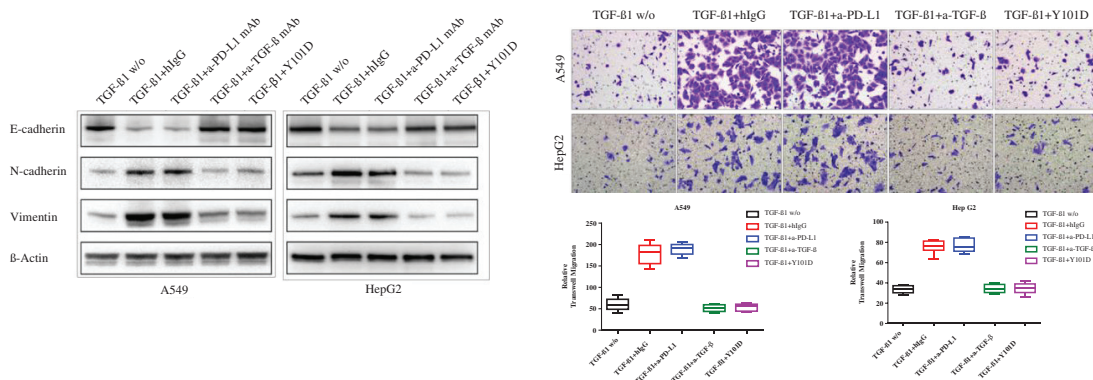 TGF-ß1 w/o
TGF-ß1+hIgG
TGF-ß1+a-PD-L1 mAb
TGF-ß1+a-TGF-ß mAb
TGF-β1+Y101D
TGF-ß1 w/o
TGF-ß1+hIgG
TGF-ß1+a-PD-L1 mAb
TGF-ß1+a-TGF-ß mAb
TGF-β1+Y101D
E-cadherin
N-cadherin
Vimentin
ß-Actin
A549
HepG2
TGF-ß1 w/o
TGF-ß1+hIgG
TGF-ß1+a-PD-L1
TGF-ß1+a-TGF-ß
TGF-ß1+Y101D
A549
HepG2
A549
Relative
Transwell Migration
250
200
150
100
50
0
TGF-ß1 w/o
TGF-ß1+hIgG
TGF-ß1+a-PD-L1
TGF-ß1+a-TGF-ß
TGF-ß1+Y101D
TGF-ß1 w/o
TGF-ß1+hIgG
TGF-ß1+a-PD-L1
TGF-ß1+a-TGF-ß
TGF-ß1+Y101D
Hep G2
Relative
Transwell Migration
100
80
60
40
20
0
TGF-ß1 w/o
TGF-ß1+hIgG
TGF-ß1+a-PD-L1
TGF-ß1+a-TGF-ß
TGF-ß1+Y101D
TGF-ß1 w/o
TGF-ß1+hIgG
TGF-ß1+a-PD-L1
TGF-ß1+a-TGF-ß
TGF-ß1+Y101D